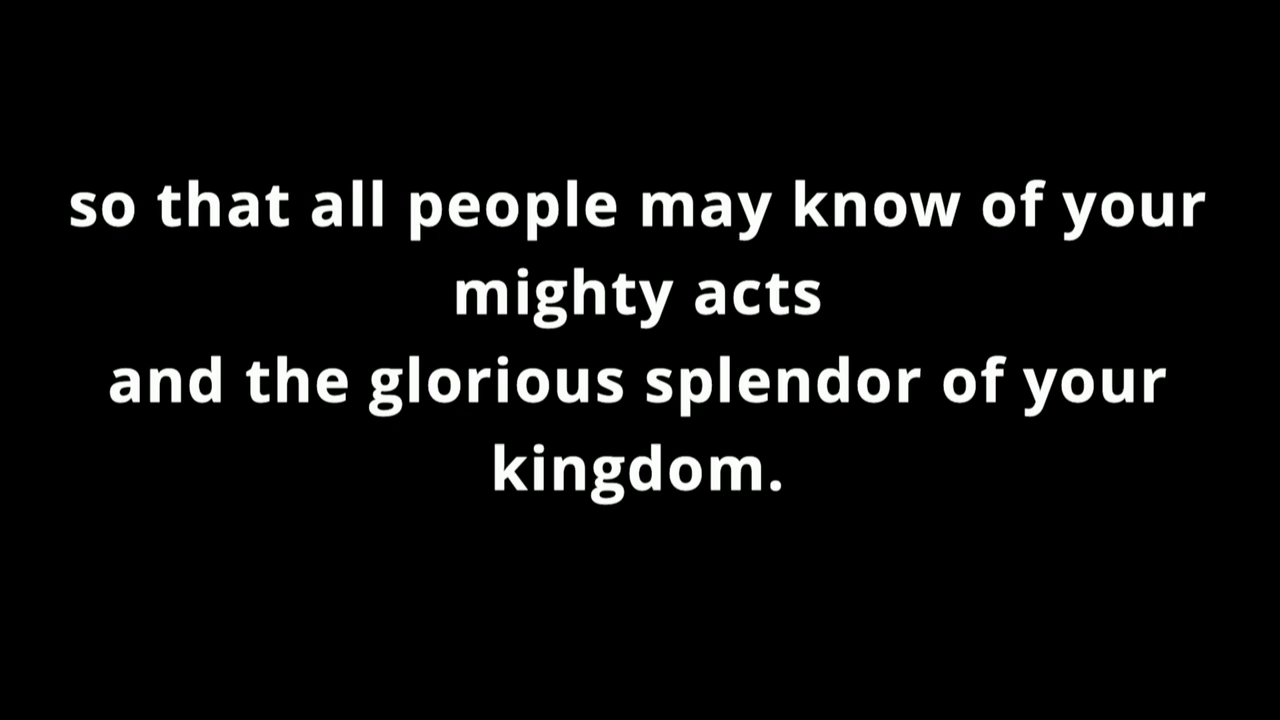 so that all people may know of your
mighty acts
and the glorious splendor of your
kingdom.